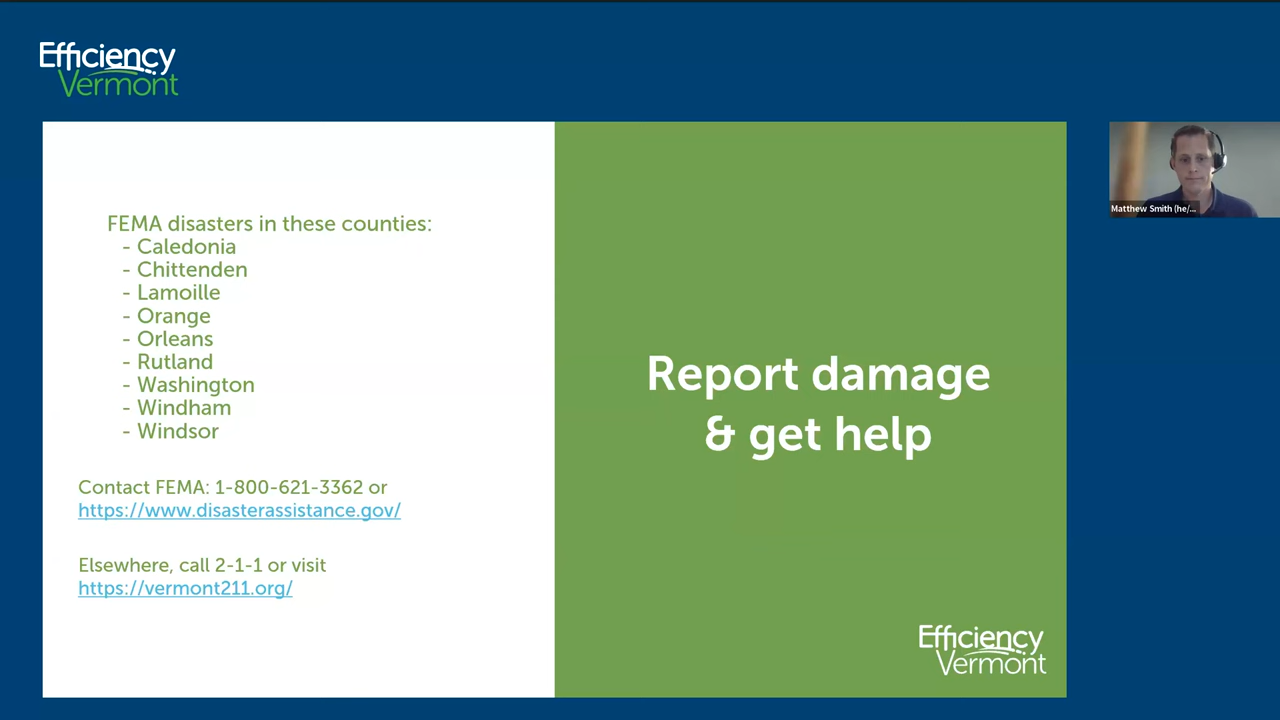 Efficiency
Vermont
FEMA disasters in these counties:
- Caledonia
- Chittenden
- Lamoille
- Orange
- Orleans
- Rutland
- Washington
- Windham
- Windsor
Contact FEMA: 1-800-621-3362 or
https://www.disasterassistance.gov/
Elsewhere, call 2-1-1 or visit
https://vermont211.org/
Report damage
& get help
Efficiency
Vermont
Matthew Smith (he/...